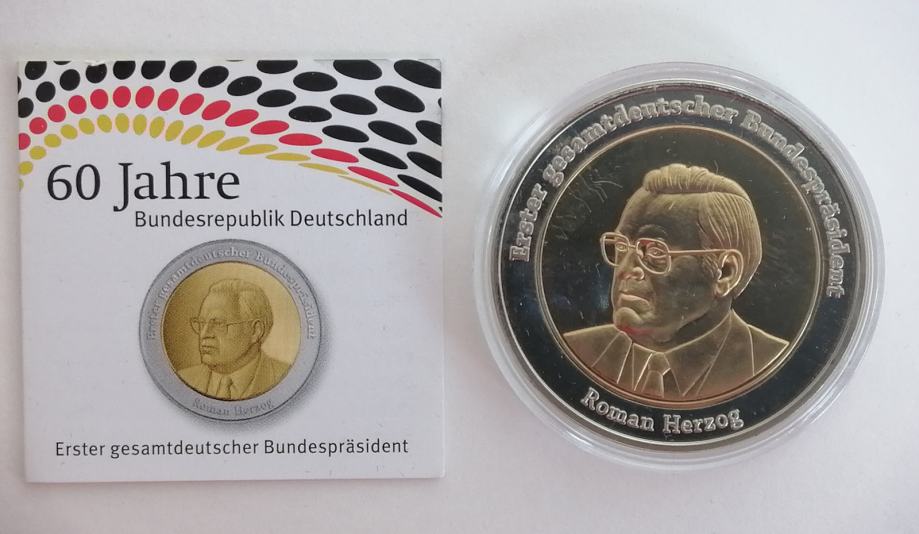 60 Jahre
Bundesrepublik Deutschland
Erster gesamtdeutscher Bundespräsident
Roman Herzog
Erster gesamtdeutscher Bundespräsident
Erster gesamtdeutscher Bundespräsident
Roman Herzog